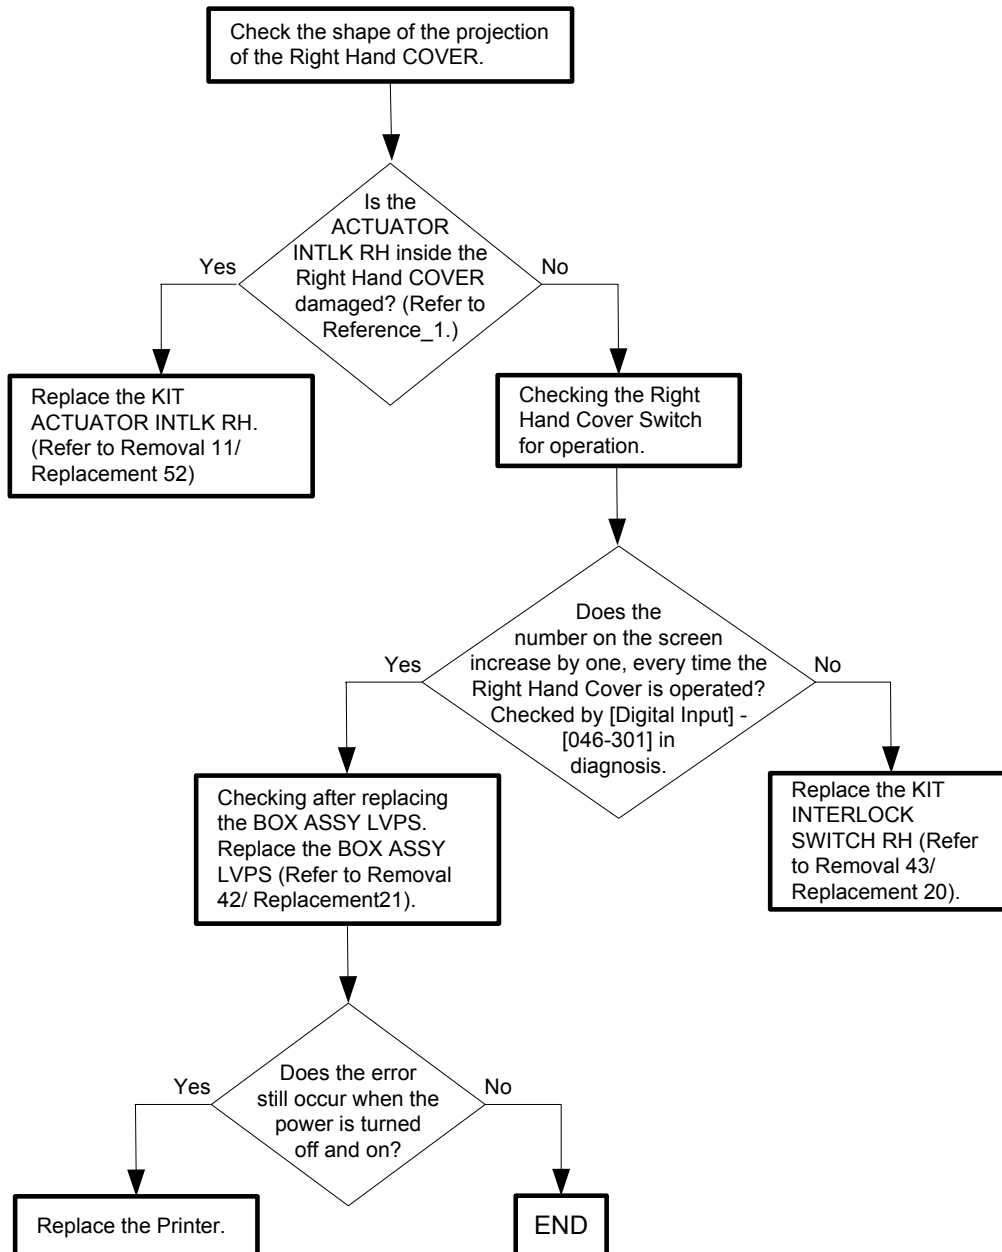 Check the shape of the projection
of the Right Hand COVER.
Is the
ACTUATOR
INTLK RH inside the
Right Hand COVER
damaged? (Refer to
Reference_1.)
Yes
No
Replace the KIT
ACTUATOR INTLK RH.
(Refer to Removal 11/
Replacement 52)
Checking the Right
Hand Cover Switch
for operation.
Does the
number on the screen
increase by one, every time the
Right Hand Cover is operated?
Checked by [Digital Input] -
[046-301] in
diagnosis.
Yes
No
Checking after replacing
the BOX ASSY LVPS.
Replace the BOX ASSY
LVPS (Refer to Removal
42/ Replacement21).
Replace the KIT
INTERLOCK
SWITCH RH (Refer
to Removal 43/
Replacement 20).
Does the error
still occur when the
power is turned
off and on?
Yes
No
Replace the Printer.
END